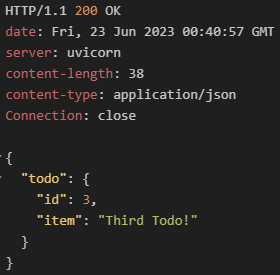 HTTP/1.1 200 OK
date: Fri, 23 Jun 2023 00:40:57 GMT
server: uvicorn
content-length: 38
content-type: application/json
Connection: close
{
"todo": {
"id": 3,
"item": "Third Todo!"
}
}